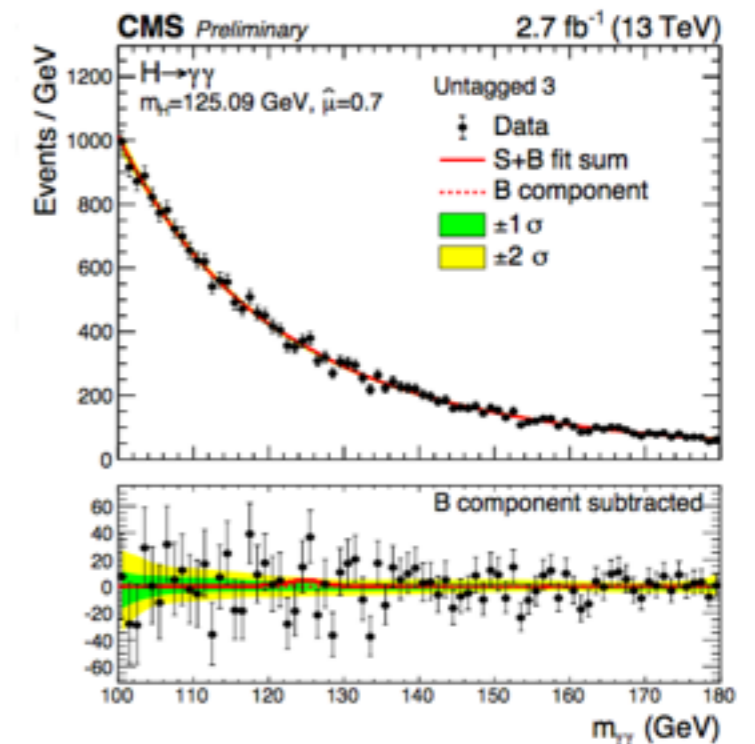 CMS Preliminary 2.7 fb⁻¹ (13 TeV)
H→γγ
m_H=125.09 GeV, μ̂=0.7
Untagged 3
Data
S+B fit sum
B component
±1 σ
±2 σ
Events / GeV
1200
1000
800
600
400
200
0
B component subtracted
60
40
20
0
-20
-40
-60
100 110 120 130 140 150 160 170 180
m_γγ (GeV)